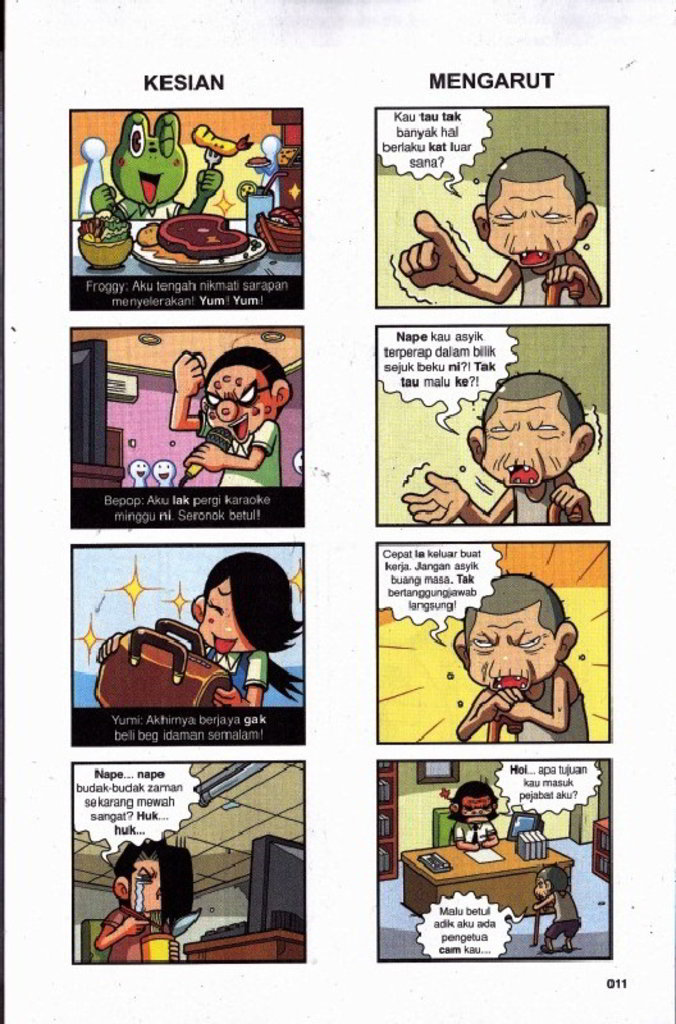 KESIAN
Froggy: Aku tengah nikmati sarapan
menyelerakan! Yum! Yum!
Bepop: Aku lak pergi karaoke
minggu ni. Seronok betul!
Yumi: Akhirnya berjaya gak
beli beg idaman semalam!
Nape... nape
budak-budak zaman
sekarang mewah
sangat? Huk...
huk...
MENGARUT
Kau tau tak
banyak hal
berlaku kat luar
sana?
Nape kau asyik
terperap dalam bilik
sejuk beku ni?! Tak
tau malu ke?!
Cepat la keluar buat
kerja. Jangan asyik
buang masa. Tak
bertanggungjawab
langsung!
Hoi... apa tujuan
kau masuk
pejabat aku?
Malu betul
adik aku ada
pengetua
cam kau...
011